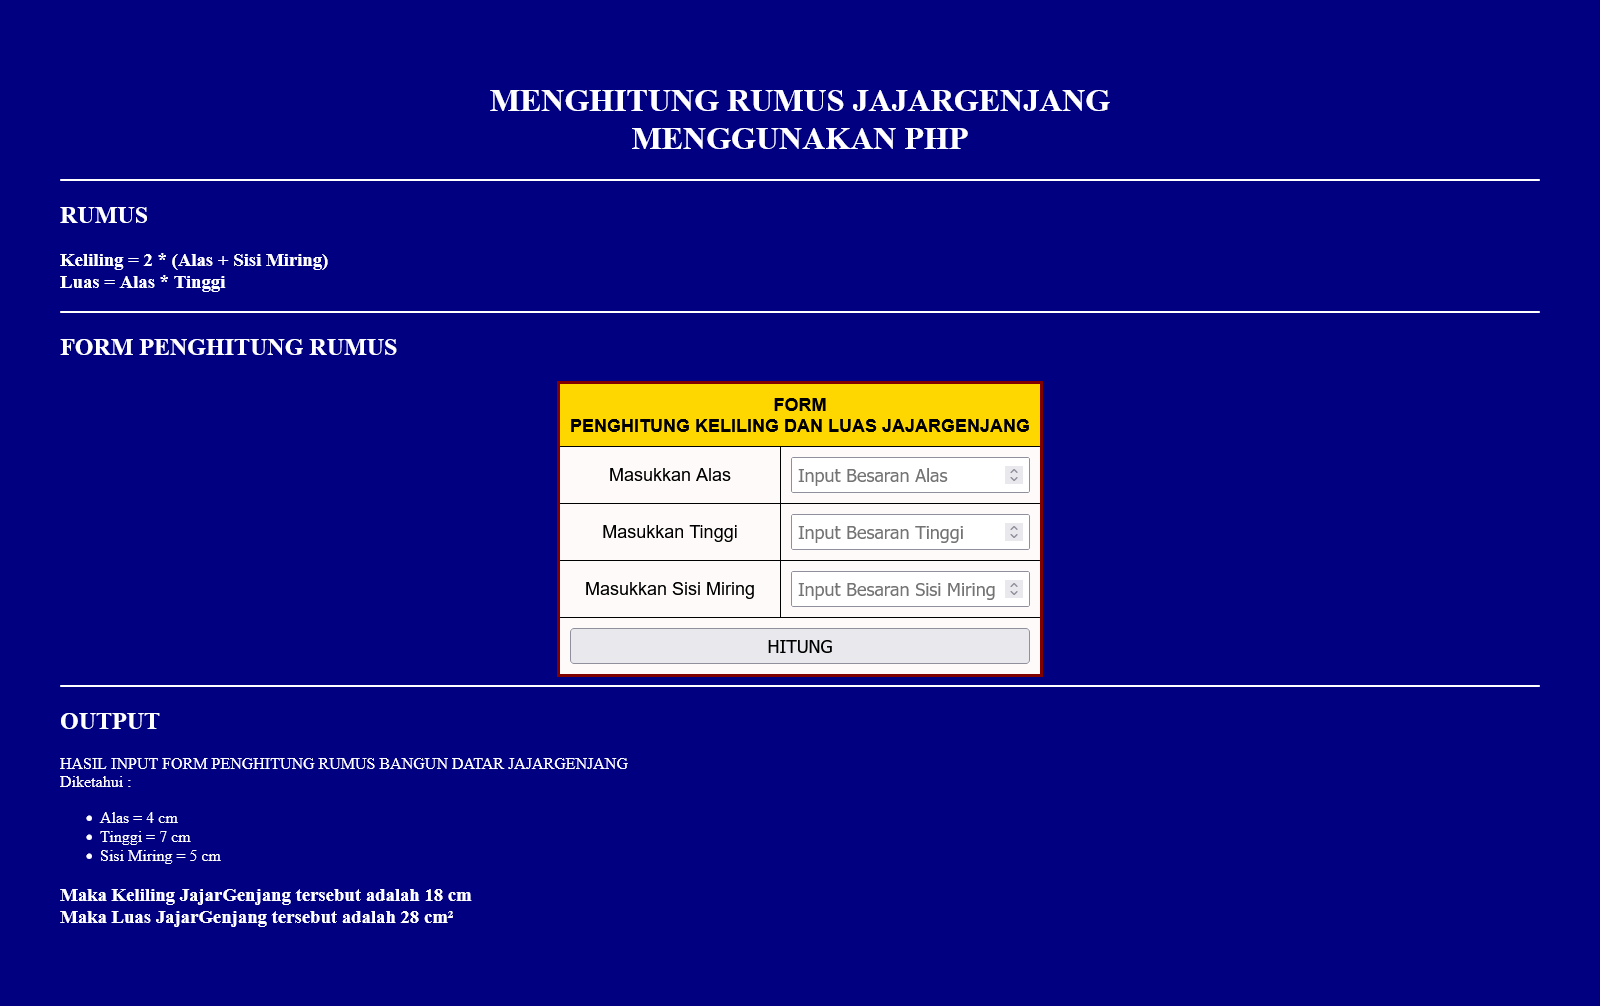 MENGHITUNG RUMUS JAJARGENJANG
MENGGUNAKAN PHP
RUMUS
Keliling = 2 * (Alas + Sisi Miring)
Luas = Alas * Tinggi
FORM PENGHITUNG RUMUS
FORM
PENGHITUNG KELILING DAN LUAS JAJARGENJANG
Masukkan Alas
Input Besaran Alas
Masukkan Tinggi
Input Besaran Tinggi
Masukkan Sisi Miring
Input Besaran Sisi Miring
HITUNG
OUTPUT
HASIL INPUT FORM PENGHITUNG RUMUS BANGUN DATAR JAJARGENJANG
Diketahui :
• Alas = 4 cm
• Tinggi = 7 cm
• Sisi Miring = 5 cm
Maka Keliling JajarGenjang tersebut adalah 18 cm
Maka Luas JajarGenjang tersebut adalah 28 cm²